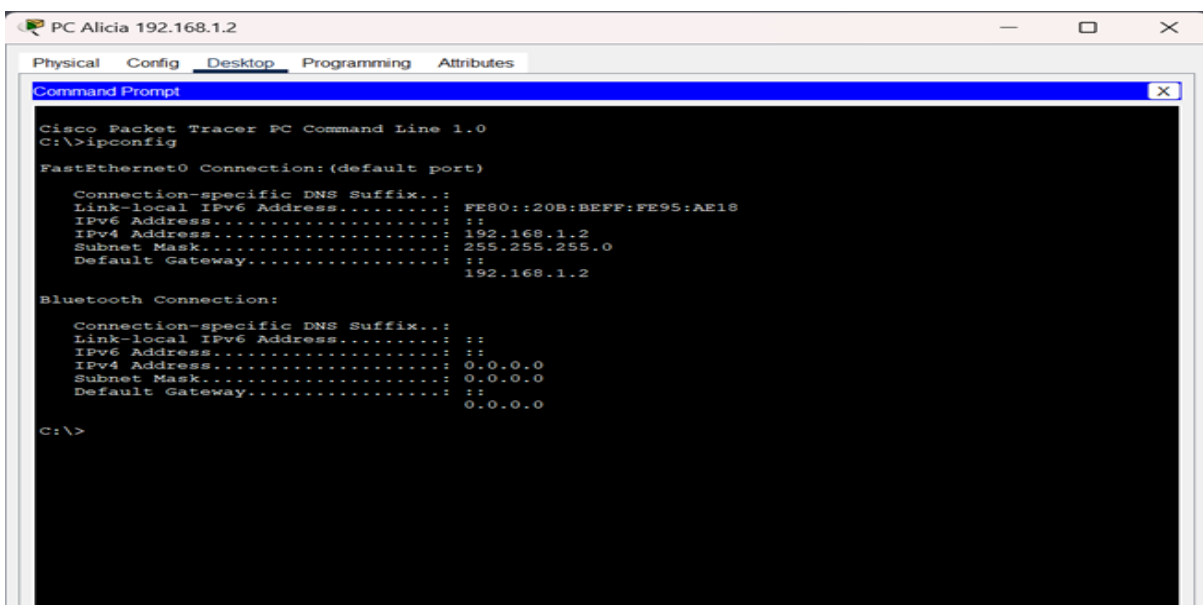 PC Alicia 192.168.1.2
Physical Config Desktop Programming Attributes
Command Prompt
X
Cisco Packet Tracer PC Command Line 1.0
C:\>ipconfig
FastEthernet0 Connection:(default port)
Connection-specific DNS Suffix..:
Link-local IPv6 Address.........: FE80::20B:BEFF:FE95:AE18
IPv6 Address....................: ::
IPv4 Address....................: 192.168.1.2
Subnet Mask.....................: 255.255.255.0
Default Gateway.................: ::
192.168.1.2
Bluetooth Connection:
Connection-specific DNS Suffix..:
Link-local IPv6 Address.........: ::
IPv6 Address....................: ::
IPv4 Address....................: 0.0.0.0
Subnet Mask.....................: 0.0.0.0
Default Gateway.................: ::
0.0.0.0
C:\>